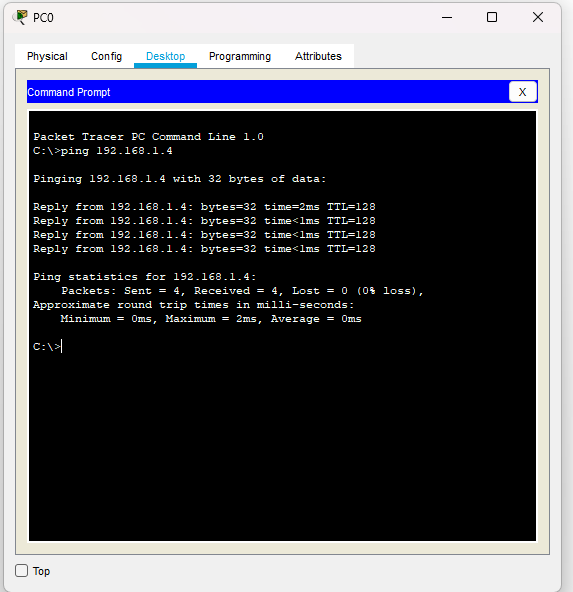 PC0
Physical Config Desktop Programming Attributes
Command Prompt X
Packet Tracer PC Command Line 1.0
C:\>ping 192.168.1.4
Pinging 192.168.1.4 with 32 bytes of data:
Reply from 192.168.1.4: bytes=32 time=2ms TTL=128
Reply from 192.168.1.4: bytes=32 time<1ms TTL=128
Reply from 192.168.1.4: bytes=32 time<1ms TTL=128
Reply from 192.168.1.4: bytes=32 time<1ms TTL=128
Ping statistics for 192.168.1.4:
Packets: Sent = 4, Received = 4, Lost = 0 (0% loss),
Approximate round trip times in milli-seconds:
Minimum = 0ms, Maximum = 2ms, Average = 0ms
C:\>
Top